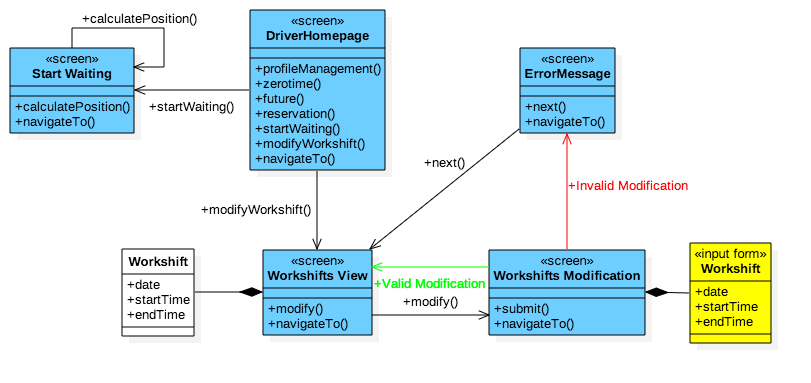 +calculatePosition()
«screen»
Start Waiting
+calculatePosition()
+navigateTo()
+startWaiting()
«screen»
DriverHomepage
+profileManagement()
+zerotime()
+future()
+reservation()
+startWaiting()
+modifyWorkshift()
+navigateTo()
«screen»
ErrorMessage
+next()
+navigateTo()
+next()
+Invalid Modification
+modifyWorkshift()
Workshift
+date
+startTime
+endTime
«screen»
Workshifts View
+modify()
+navigateTo()
+Valid Modification
+modify()
«screen»
Workshifts Modification
+submit()
+navigateTo()
«input form»
Workshift
+date
+startTime
+endTime